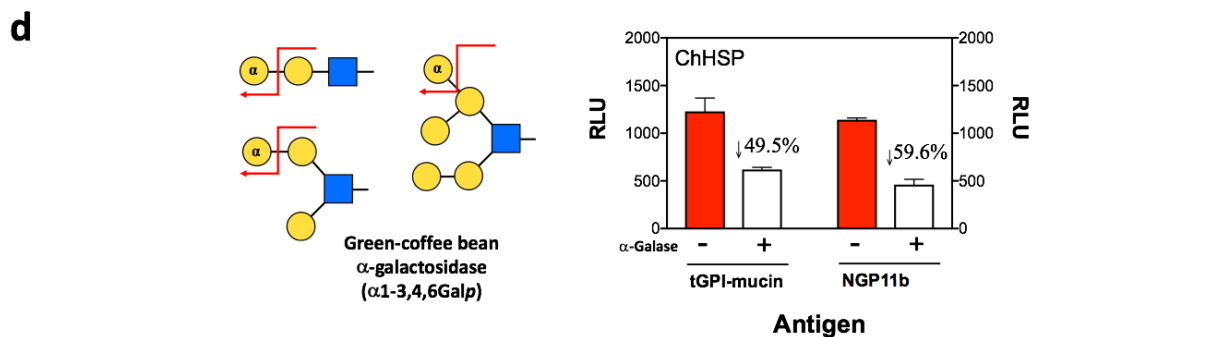 d
α
α
α
Green-coffee bean
α-galactosidase
(α1-3,4,6Galp)
ChHSP
RLU
2000
1500
1000
500
0
↓49.5%
↓59.6%
2000
1500
1000
500
0
RLU
α-Galase - + - +
tGPI-mucin NGP11b
Antigen